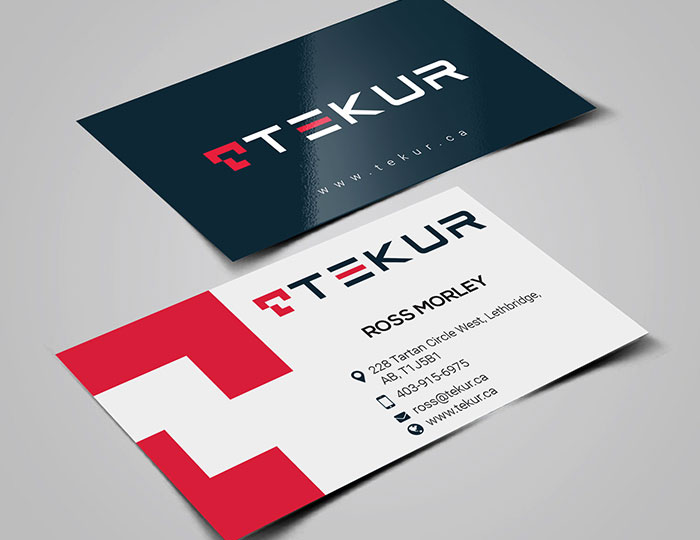 TEKUR
www.tekur.ca
TEKUR
ROSS MORLEY
228 Tartan Circle West, Lethbridge,
AB, T1J5B1
403-915-6975
ross@tekur.ca
www.tekur.ca